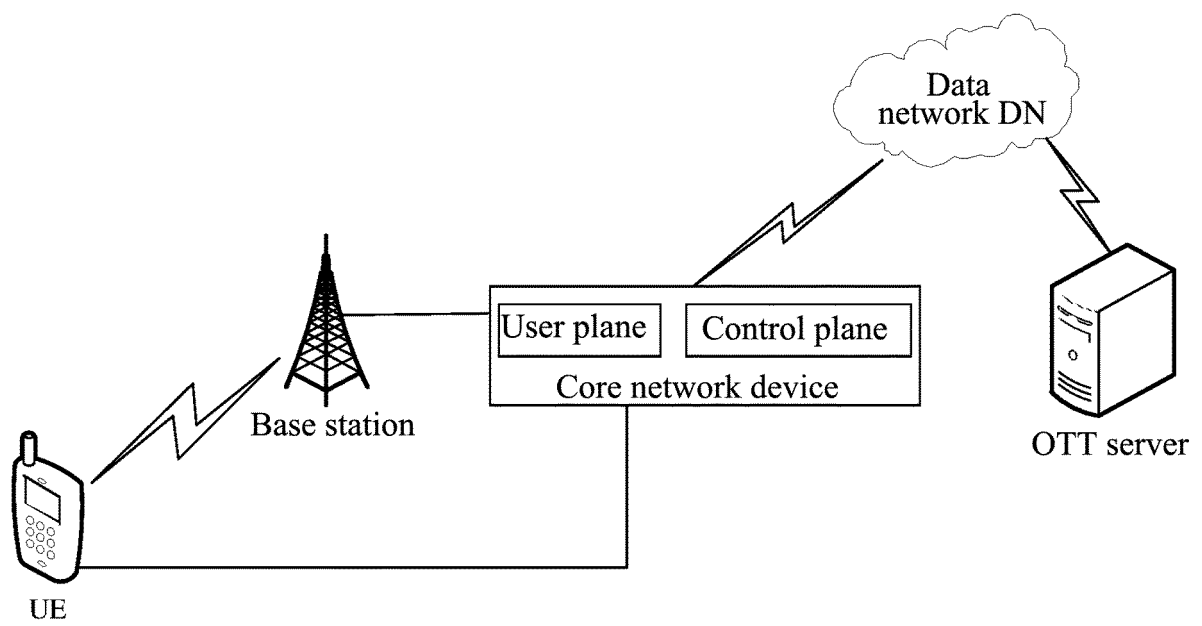 Data
network DN
User plane
Control plane
Core network device
Base station
OTT server
UE